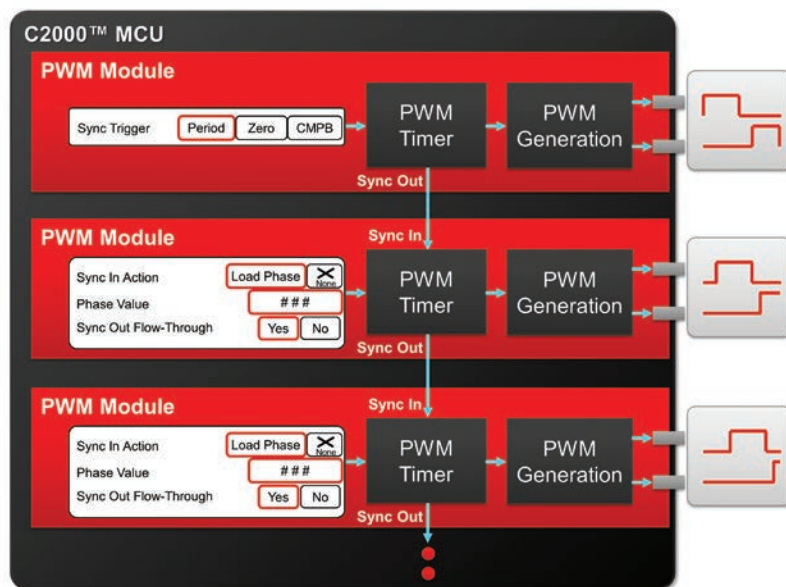 C2000™ MCU
PWM Module
Sync Trigger Period Zero CMPB
PWM
Timer
PWM
Generation
Sync Out
PWM Module
Sync In
Sync In Action Load Phase X None
Phase Value ###
Sync Out Flow-Through Yes No
PWM
Timer
PWM
Generation
Sync Out
PWM Module
Sync In
Sync In Action Load Phase X None
Phase Value ###
Sync Out Flow-Through Yes No
PWM
Timer
PWM
Generation
Sync Out